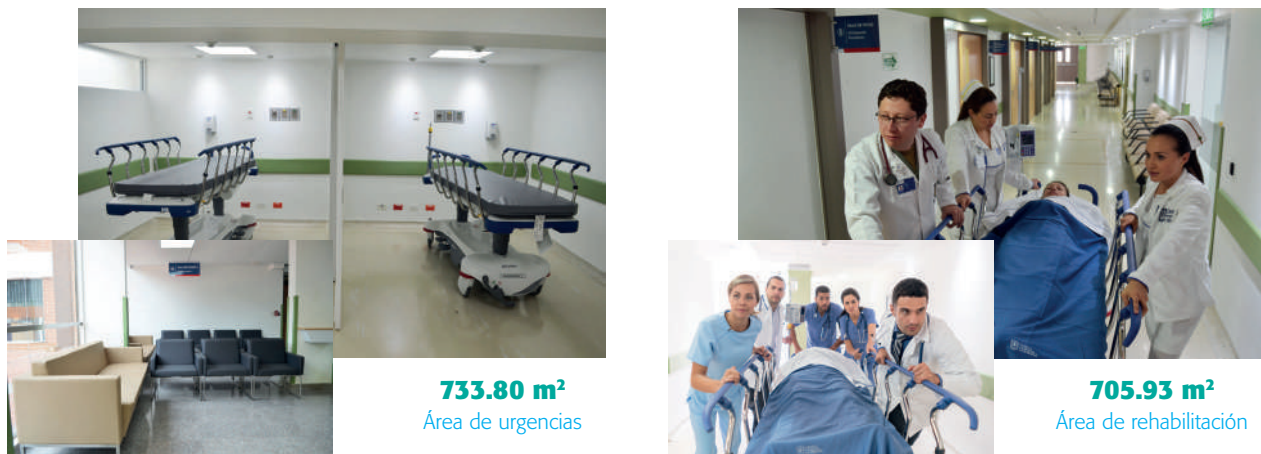 733.80 m²
Área de urgencias
705.93 m²
Área de rehabilitación